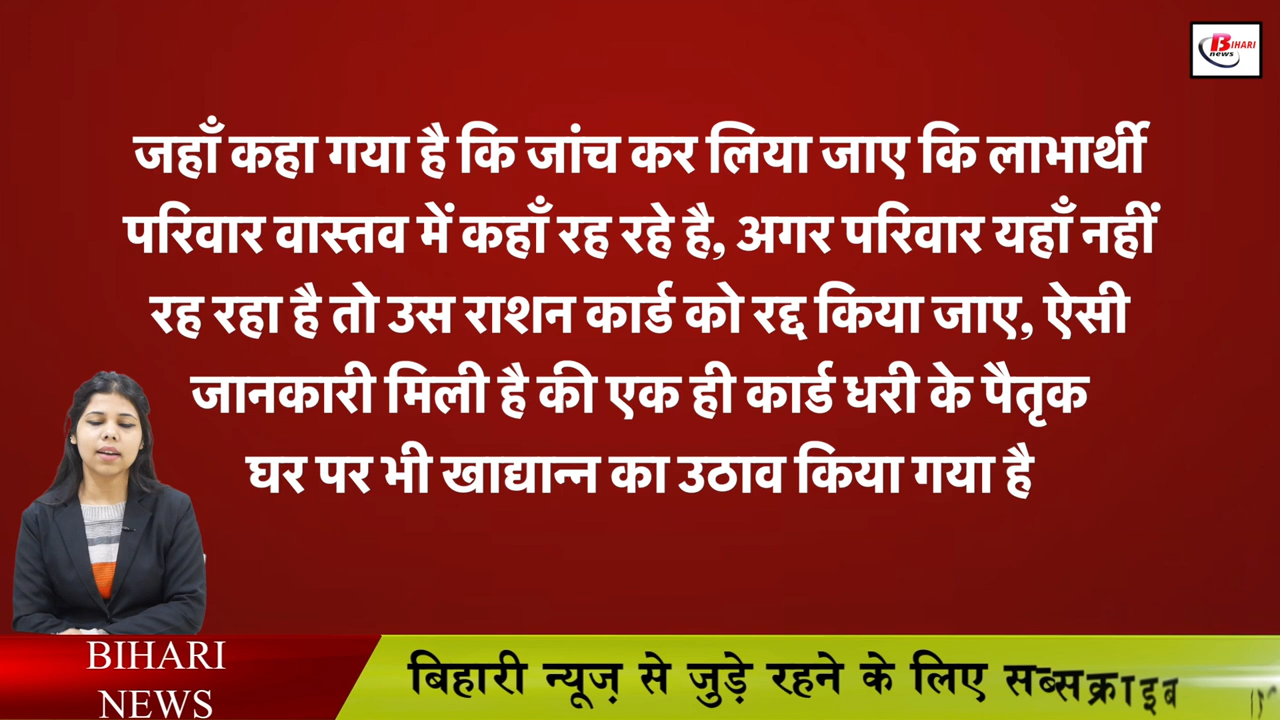 BIHARI
news
जहाँ कहा गया है कि जांच कर लिया जाए कि लाभार्थी
परिवार वास्तव में कहाँ रह रहे है, अगर परिवार यहाँ नहीं
रह रहा है तो उस राशन कार्ड को रद्द किया जाए, ऐसी
जानकारी मिली है की एक ही कार्ड धरी के पैतृक
घर पर भी खाद्यान्न का उठाव किया गया है
BIHARI
NEWS
बिहारी न्यूज़ से जुड़े रहने के लिए सब्सक्राइब